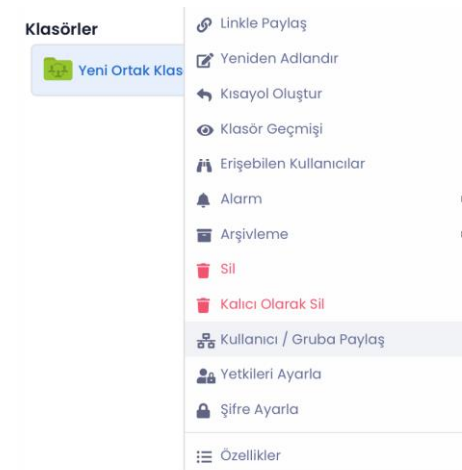 Klasörler
Yeni Ortak Klas
Linkle Paylaş
Yeniden Adlandır
Kısayol Oluştur
Klasör Geçmişi
Erişebilen Kullanıcılar
Alarm
Arşivleme
Sil
Kalıcı Olarak Sil
Kullanıcı / Gruba Paylaş
Yetkileri Ayarla
Şifre Ayarla
Özellikler